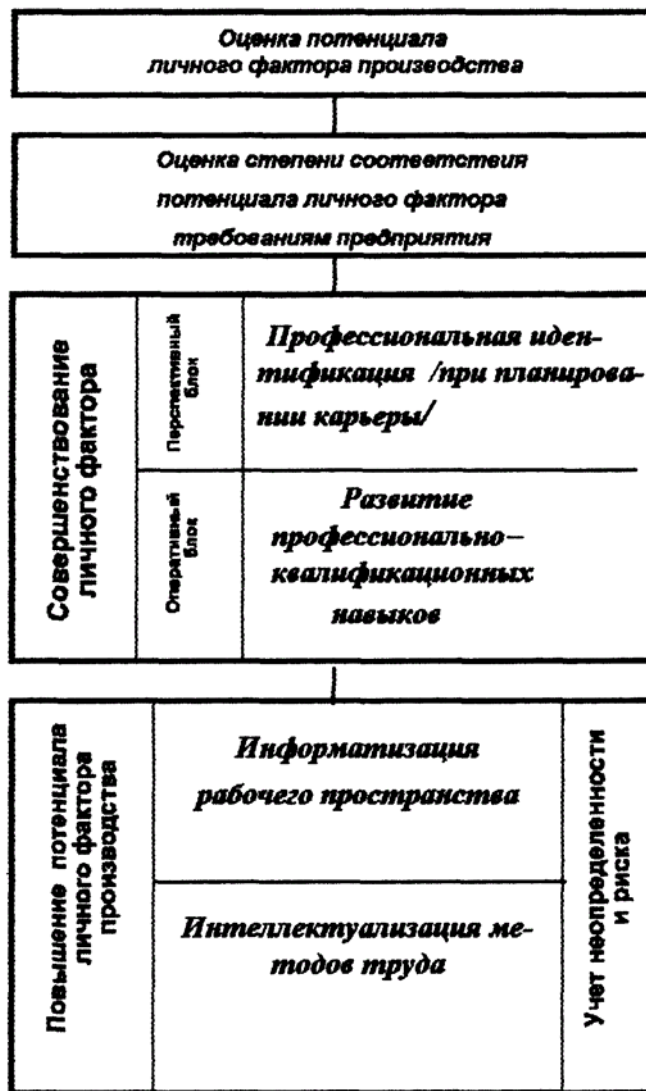 Оценка потенциала
личного фактора производства
Оценка степени соответствия
потенциала личного фактора
требованиям предприятия
Совершенствование
личного фактора
Перспективный
блок
Профессиональная иден-
тификация /при планирова-
нии карьеры/
Оперативный
блок
Развитие
профессионально–
квалификационных
навыков
Повышение потенциала
личного фактора
производства
Информатизация
рабочего пространства
Интеллектуализация ме-
тодов труда
Учет неопределенности
и риска